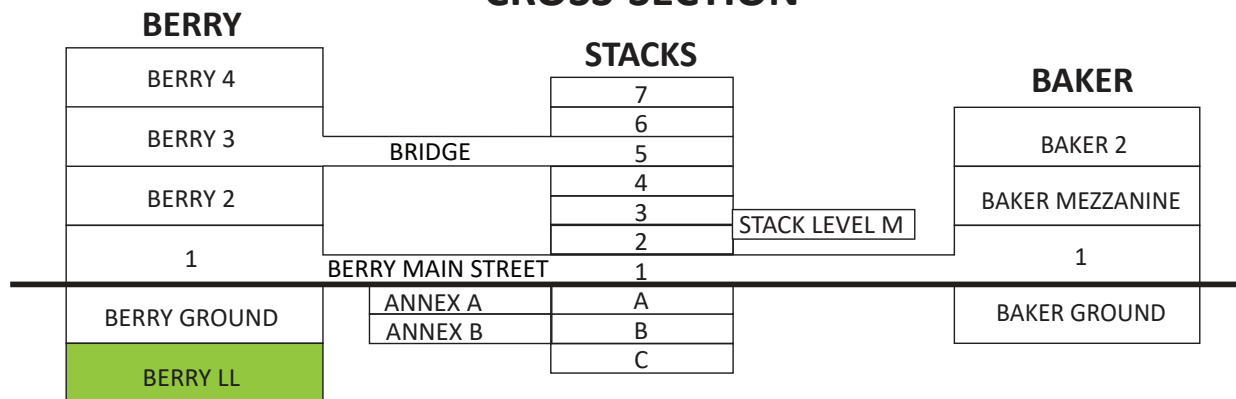 CROSS-SECTION
BERRY
BERRY 4
BERRY 3
BERRY 2
1
BERRY GROUND
BERRY LL
BRIDGE
BERRY MAIN STREET
ANNEX A
ANNEX B
STACKS
7
6
5
4
3
2
1
A
B
C
STACK LEVEL M
BAKER
BAKER 2
BAKER MEZZANINE
1
BAKER GROUND